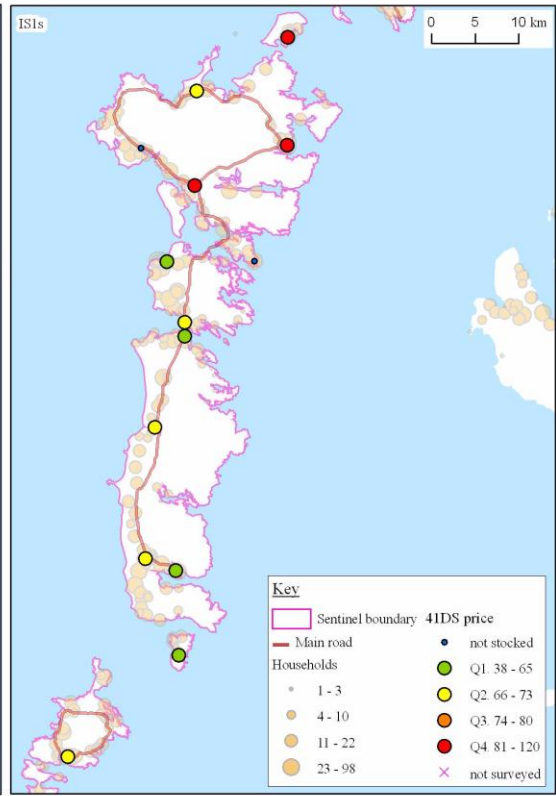 ISIs
0 5 10 km
Key
Sentinel boundary
Main road
Households
1 - 3
4 - 10
11 - 22
23 - 98
41DS price
not stocked
Q1. 38 - 65
Q2. 66 - 73
Q3. 74 - 80
Q4. 81 - 120
not surveyed